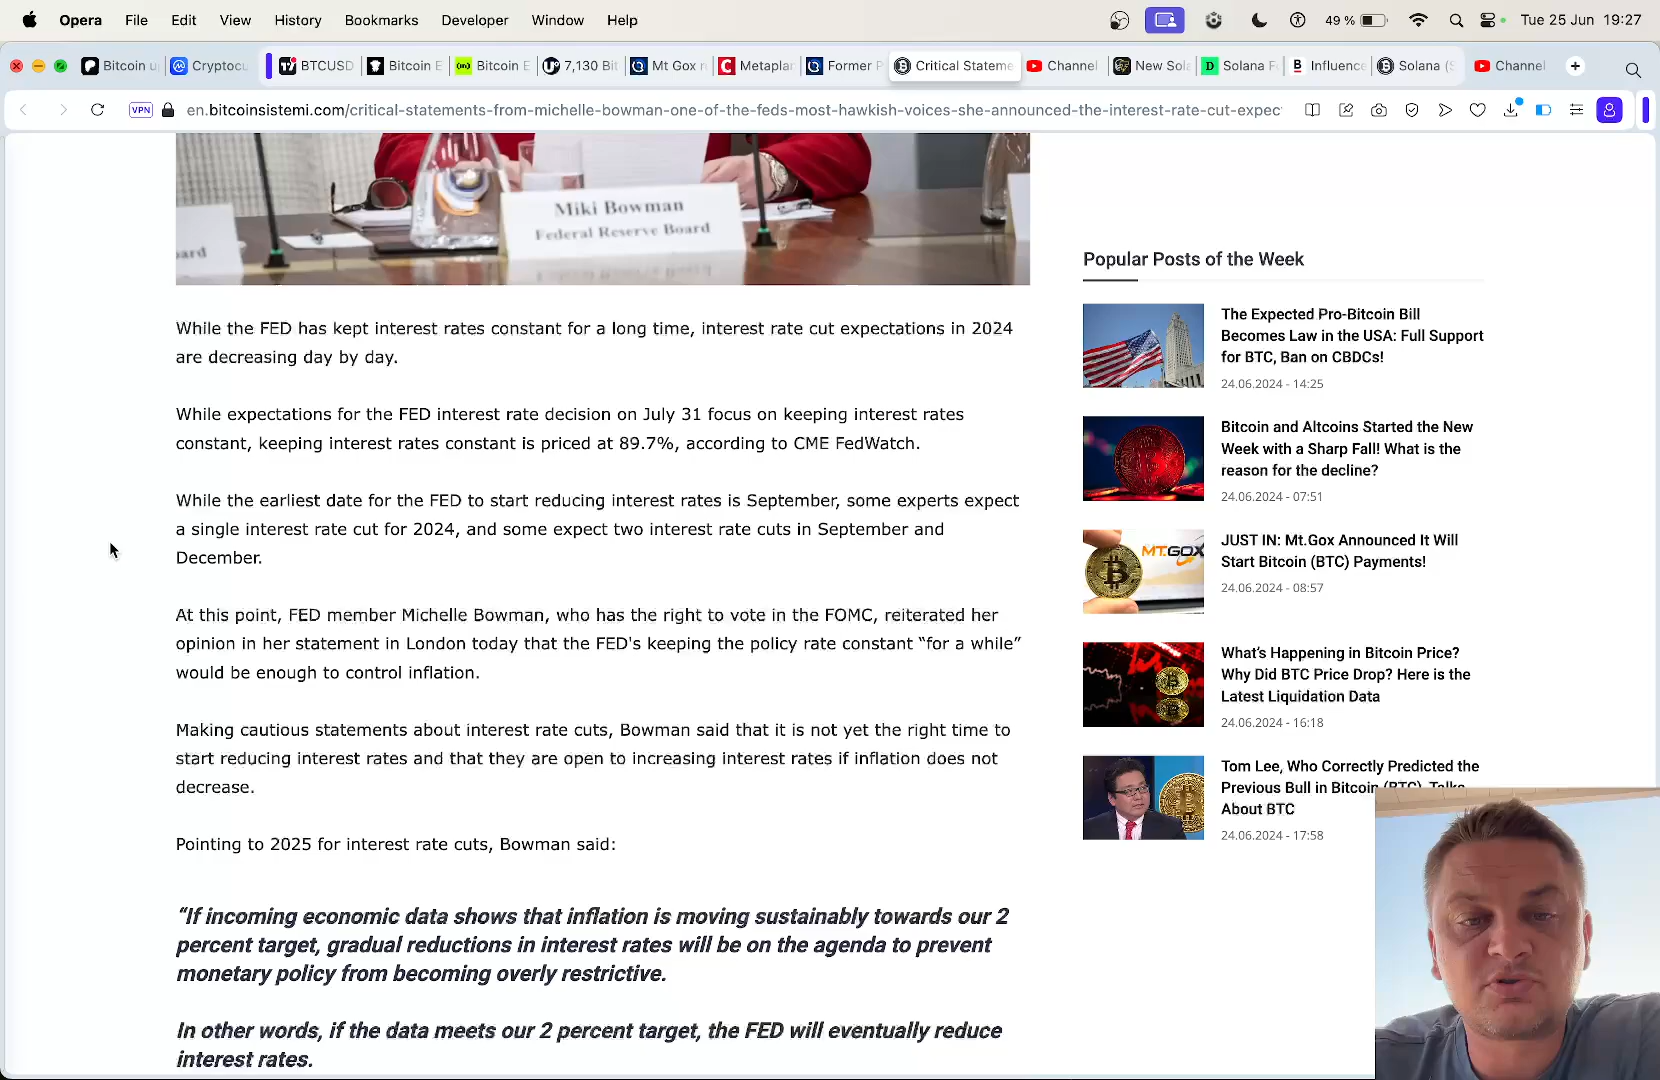 Opera File Edit View History Bookmarks Developer Window Help 49 % Tue 25 Jun 19:27
Bitcoin Cryptocu BTCUSD Bitcoin E Bitcoin E 7,130 Bit Mt Gox Metaplan Former Critical Stateme Channel New Sola Solana F Influence Solana (S Channel
VPN en.bitcoinsistemi.com/critical-statements-from-michelle-bowman-one-of-the-feds-most-hawkish-voices-she-announced-the-interest-rate-cut-expec
Miki Bowman
Federal Reserve Board
ard
While the FED has kept interest rates constant for a long time, interest rate cut expectations in 2024
are decreasing day by day.
While expectations for the FED interest rate decision on July 31 focus on keeping interest rates
constant, keeping interest rates constant is priced at 89.7%, according to CME FedWatch.
While the earliest date for the FED to start reducing interest rates is September, some experts expect
a single interest rate cut for 2024, and some expect two interest rate cuts in September and
December.
At this point, FED member Michelle Bowman, who has the right to vote in the FOMC, reiterated her
opinion in her statement in London today that the FED's keeping the policy rate constant “for a while”
would be enough to control inflation.
Making cautious statements about interest rate cuts, Bowman said that it is not yet the right time to
start reducing interest rates and that they are open to increasing interest rates if inflation does not
decrease.
Pointing to 2025 for interest rate cuts, Bowman said:
“If incoming economic data shows that inflation is moving sustainably towards our 2
percent target, gradual reductions in interest rates will be on the agenda to prevent
monetary policy from becoming overly restrictive.
In other words, if the data meets our 2 percent target, the FED will eventually reduce
interest rates.
Popular Posts of the Week
The Expected Pro-Bitcoin Bill
Becomes Law in the USA: Full Support
for BTC, Ban on CBDCs!
24.06.2024 - 14:25
Bitcoin and Altcoins Started the New
Week with a Sharp Fall! What is the
reason for the decline?
24.06.2024 - 07:51
MT.GOX
JUST IN: Mt.Gox Announced It Will
Start Bitcoin (BTC) Payments!
24.06.2024 - 08:57
What’s Happening in Bitcoin Price?
Why Did BTC Price Drop? Here is the
Latest Liquidation Data
24.06.2024 - 16:18
Tom Lee, Who Correctly Predicted the
Previous Bull in Bitcoin (BTC), Talks
About BTC
24.06.2024 - 17:58